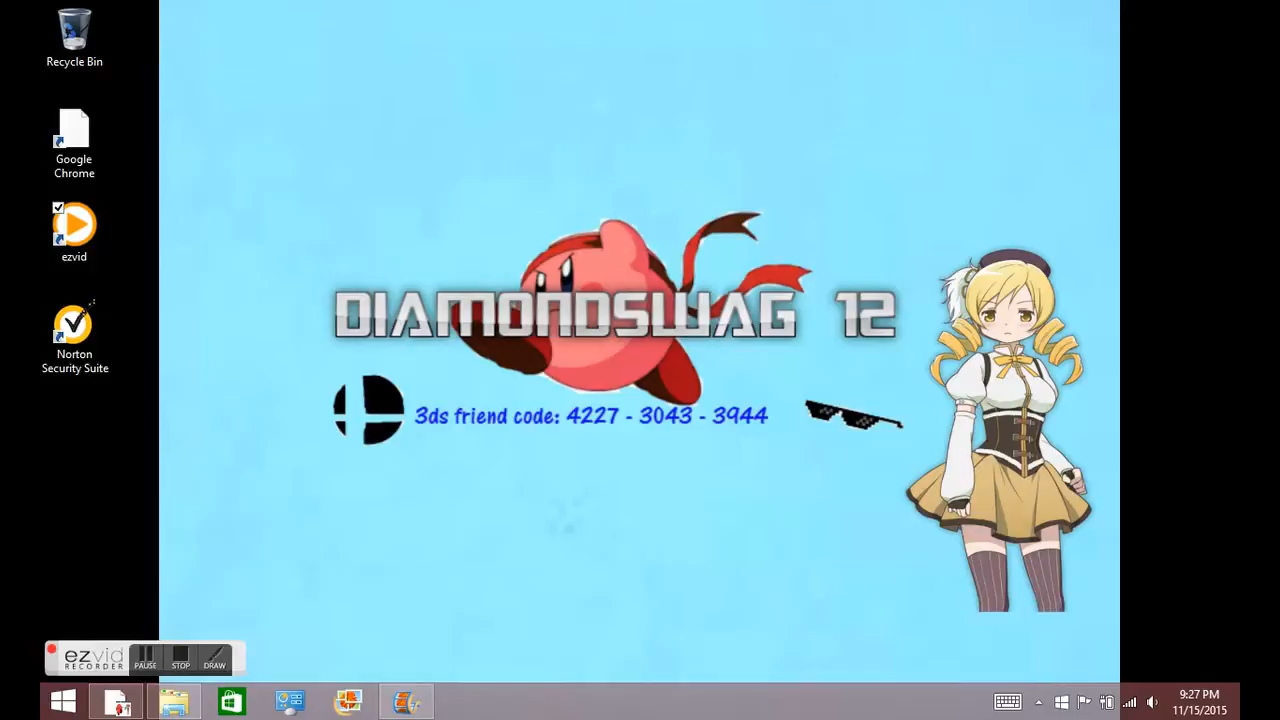 Recycle Bin
Google
Chrome
ezvid
Norton
Security Suite
DIAMONDSWAG 12
3ds friend code: 4227 - 3043 - 3944
ezvid
RECORDER
PAUSE
STOP
DRAW
9:27 PM
11/15/2015